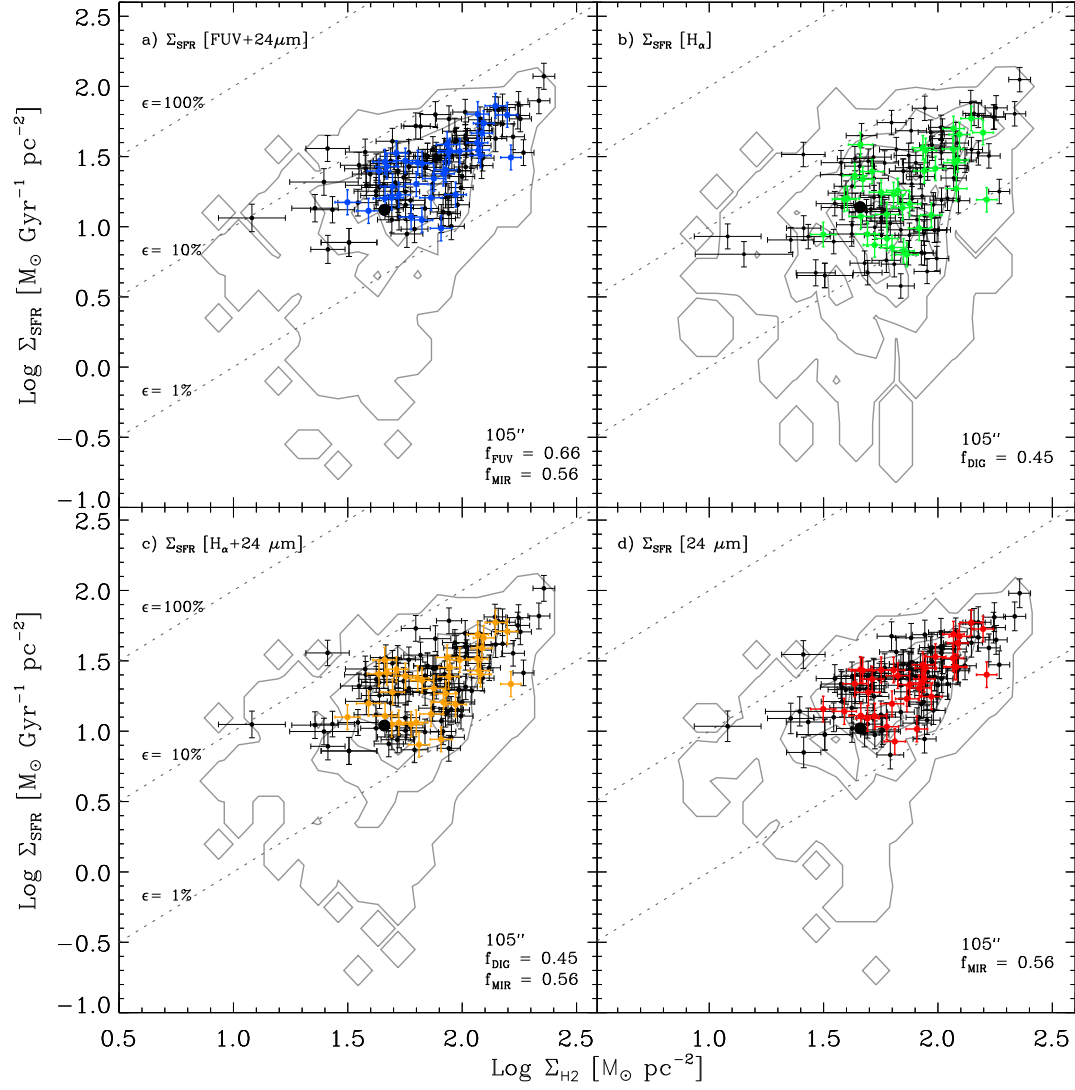 a) Σ_SFR [FUV+24μm]
b) Σ_SFR [Hα]
2.5
2.0
1.5
1.0
0.5
0.0
−0.5
−1.0
ϵ=100%
ϵ= 10%
ϵ= 1%
105″
f_FUV = 0.66
f_MIR = 0.56
105″
f_DIG = 0.45
Log Σ_SFR [M⊙ Gyr⁻¹ pc⁻²]
c) Σ_SFR [Hα+24 μm]
d) Σ_SFR [24 μm]
2.5
2.0
1.5
1.0
0.5
0.0
−0.5
−1.0
ϵ=100%
ϵ= 10%
ϵ= 1%
105″
f_DIG = 0.45
f_MIR = 0.56
105″
f_MIR = 0.56
Log Σ_SFR [M⊙ Gyr⁻¹ pc⁻²]
0.5 1.0 1.5 2.0 2.5 1.0 1.5 2.0 2.5
Log Σ_H2 [M⊙ pc⁻²]